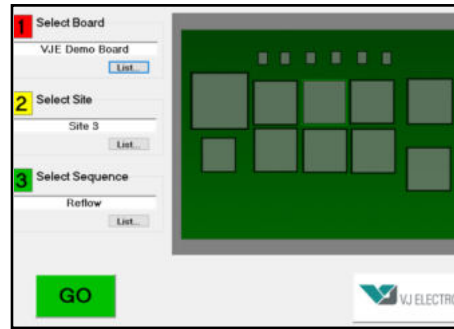 1 Select Board
VJE Demo Board
List...
2 Select Site
Site 3
List...
3 Select Sequence
Reflow
List...
GO
VJ ELECTRO